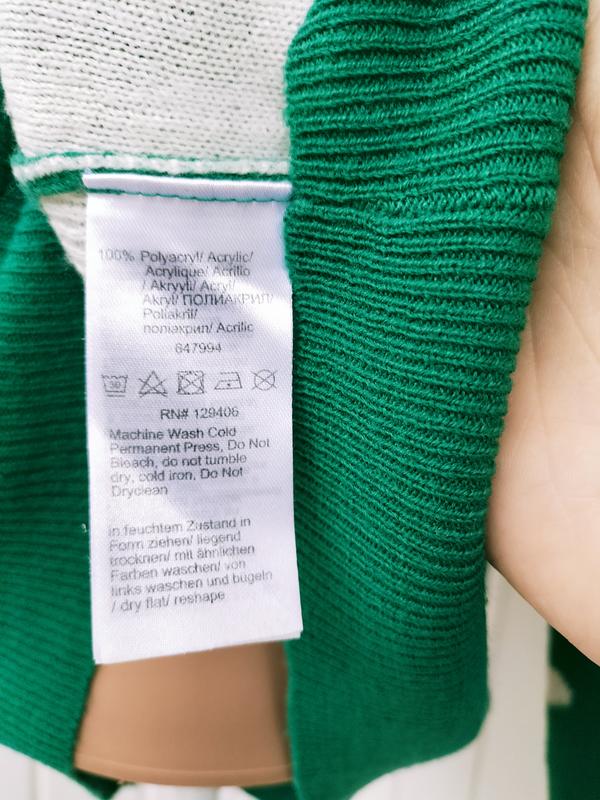 100% Polyacryl/ Acrylic/
Acrylique/ Acrilio
/ Akryyli/ Acryl/
Akryl/ ПОЛИАКРИЛ/
Poliakril/
поліакрил/ Acrilic
647994
30
RN# 129406
Machine Wash Cold
Permanent Press, Do Not
Bleach, do not tumble
dry, cold iron, Do Not
Dryclean
in feuchtem Zustand in
Form ziehen/ liegend
trocknen/ mit ähnlichen
Farben waschen/ von
links waschen und bügeln
/ dry flat/ reshape